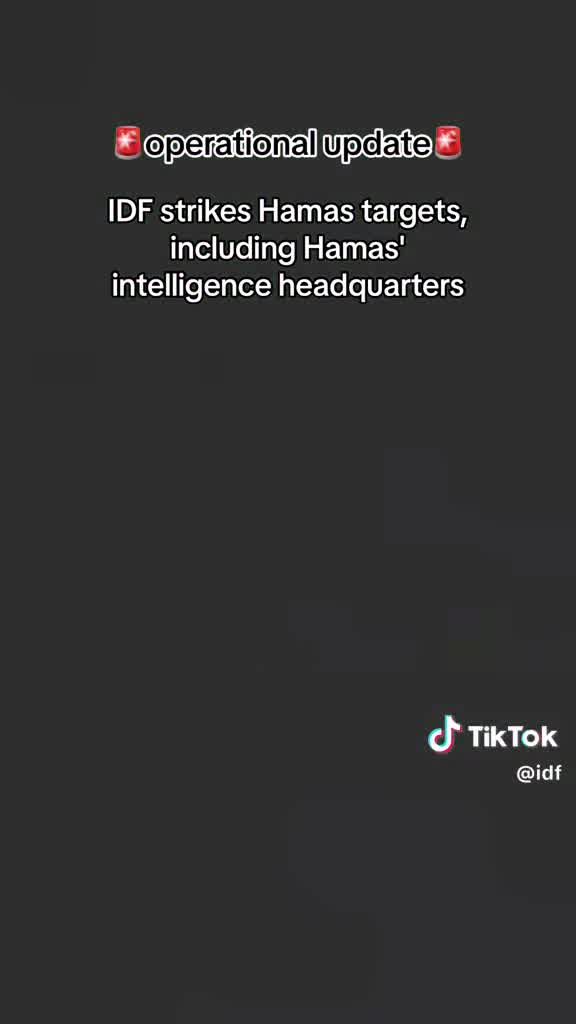 🚨operational update🚨
IDF strikes Hamas targets,
including Hamas'
intelligence headquarters
TikTok
@idf